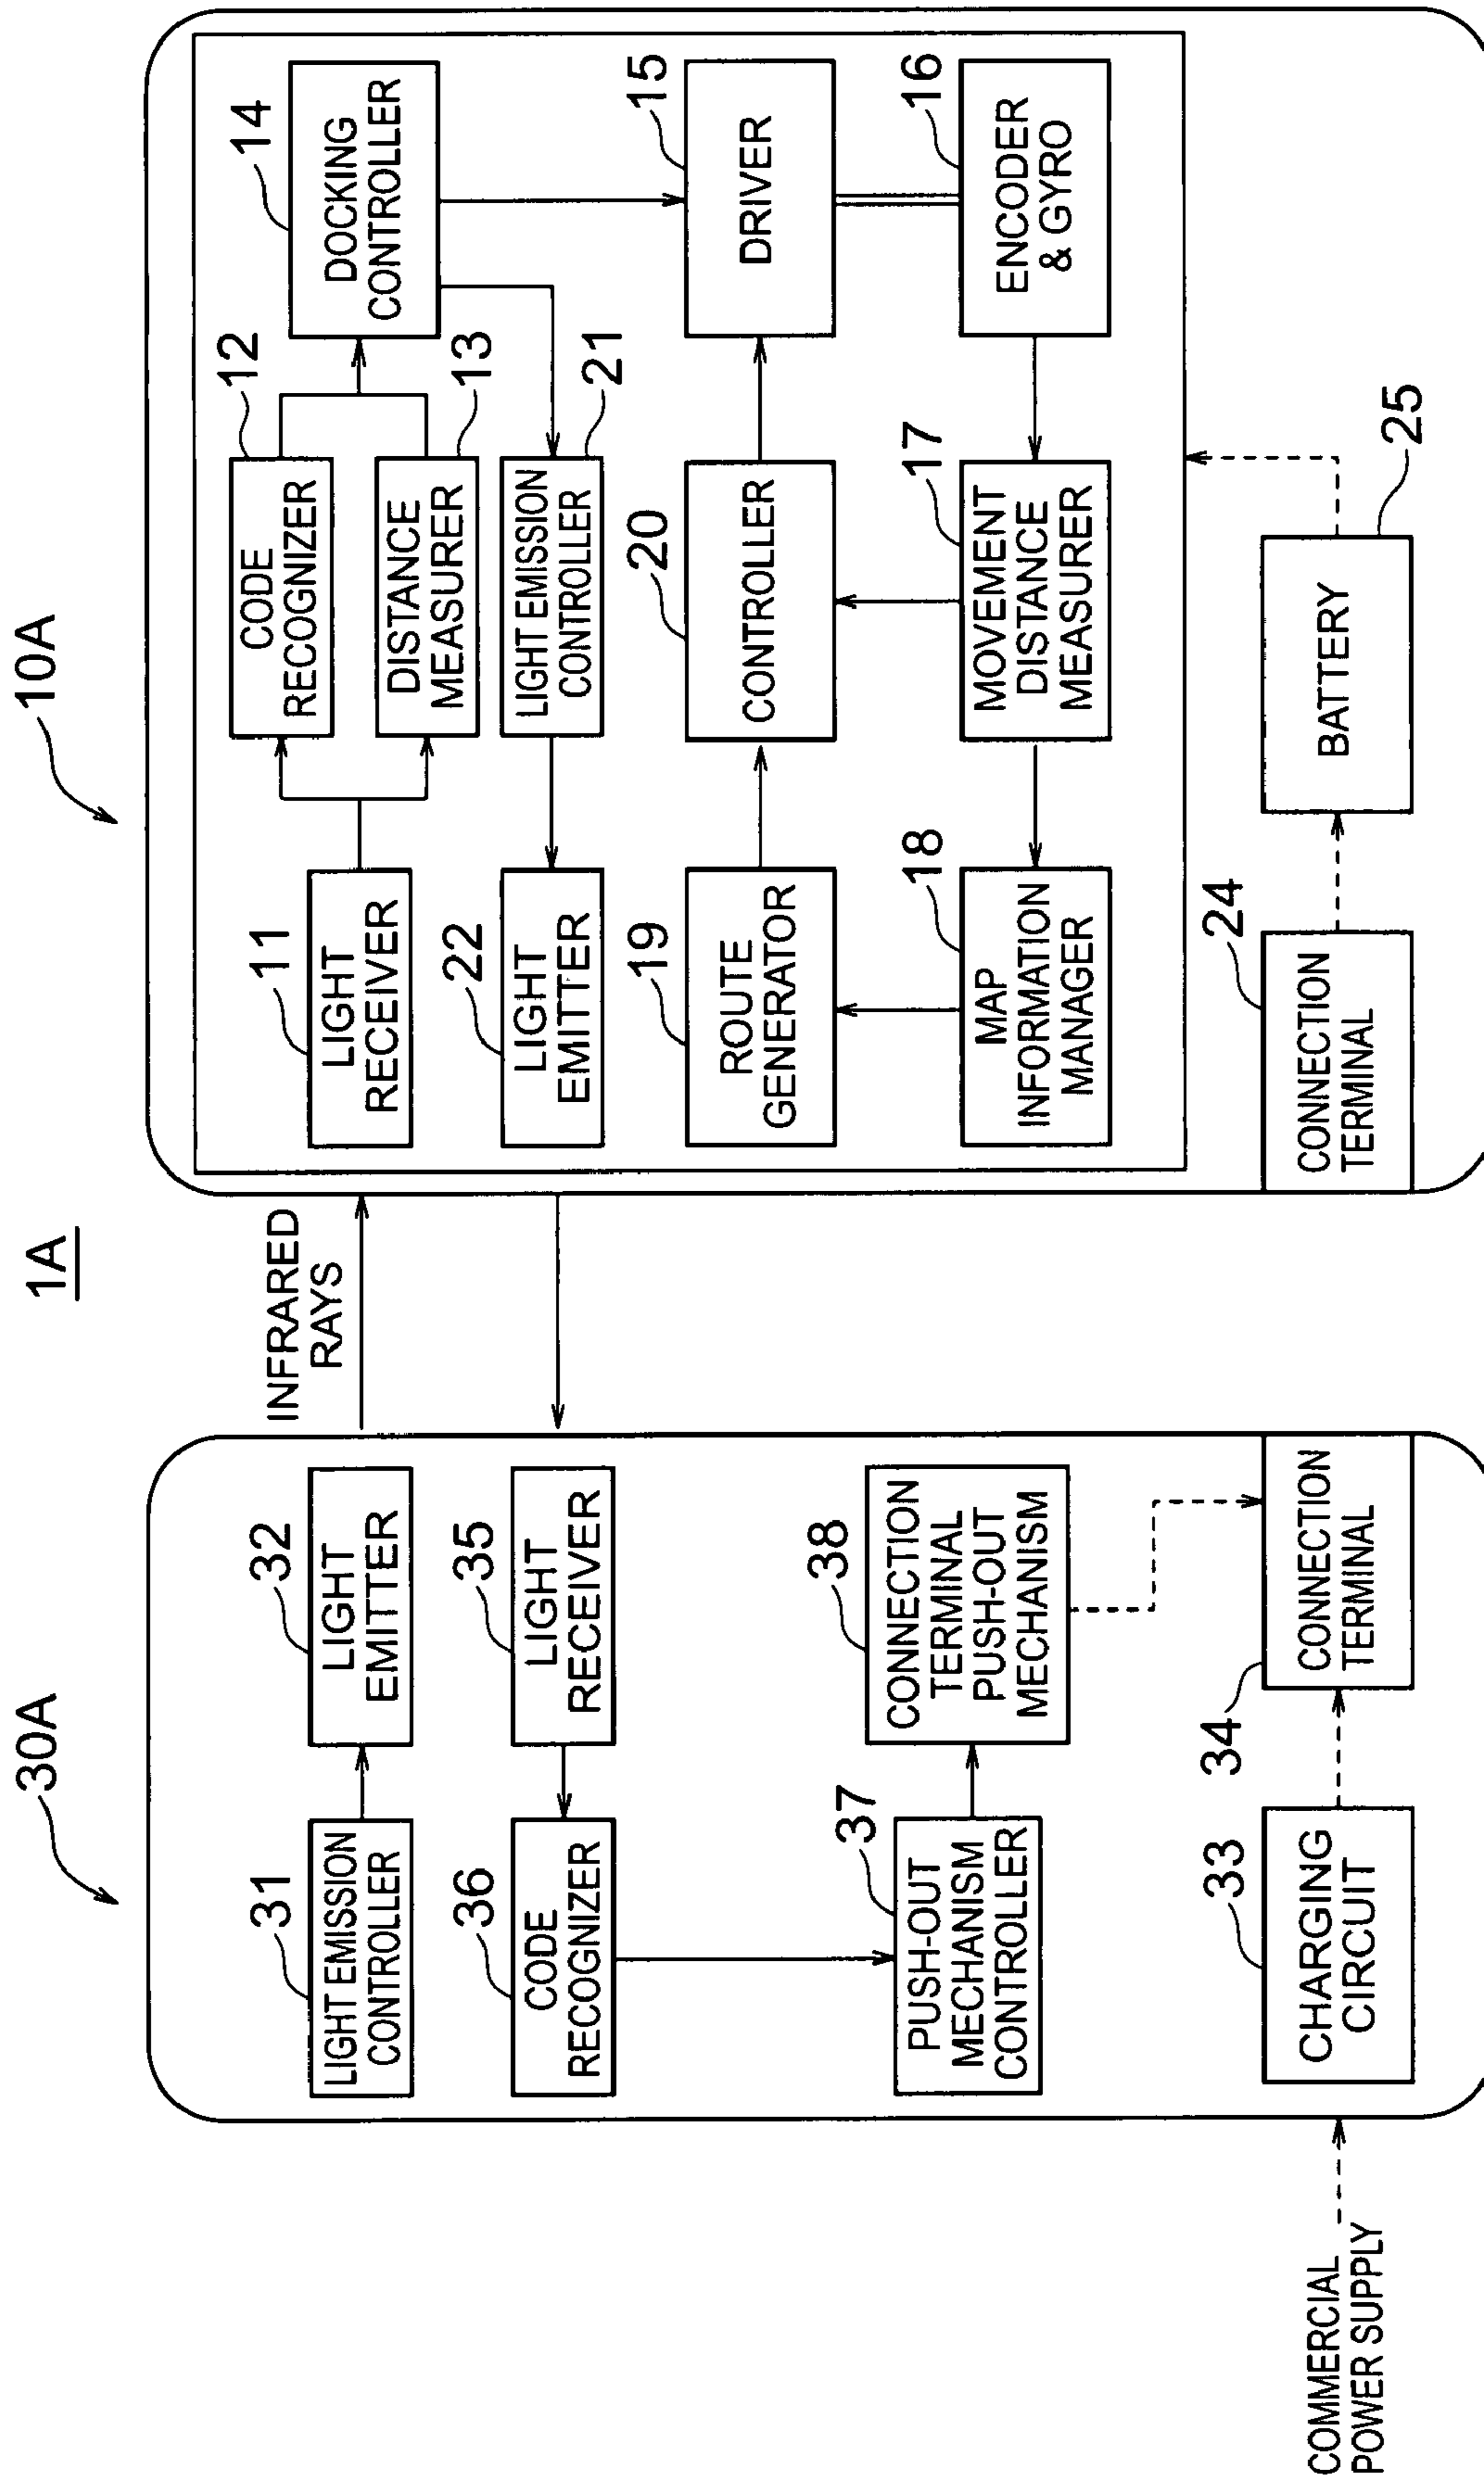 1A
30A
31
LIGHT EMISSION
CONTROLLER
32
LIGHT
EMITTER
36
CODE
RECOGNIZER
35
LIGHT
RECEIVER
37
PUSH-OUT
MECHANISM
CONTROLLER
38
CONNECTION
TERMINAL
PUSH-OUT
MECHANISM
33
CHARGING
CIRCUIT
34
CONNECTION
TERMINAL
COMMERCIAL
POWER SUPPLY
INFRARED
RAYS
10A
11
LIGHT
RECEIVER
12
CODE
RECOGNIZER
13
DISTANCE
MEASURER
14
DOCKING
CONTROLLER
22
LIGHT
EMITTER
21
LIGHT EMISSION
CONTROLLER
19
ROUTE
GENERATOR
20
CONTROLLER
15
DRIVER
18
MAP
INFORMATION
MANAGER
17
MOVEMENT
DISTANCE
MEASURER
16
ENCODER
& GYRO
24
CONNECTION
TERMINAL
25
BATTERY